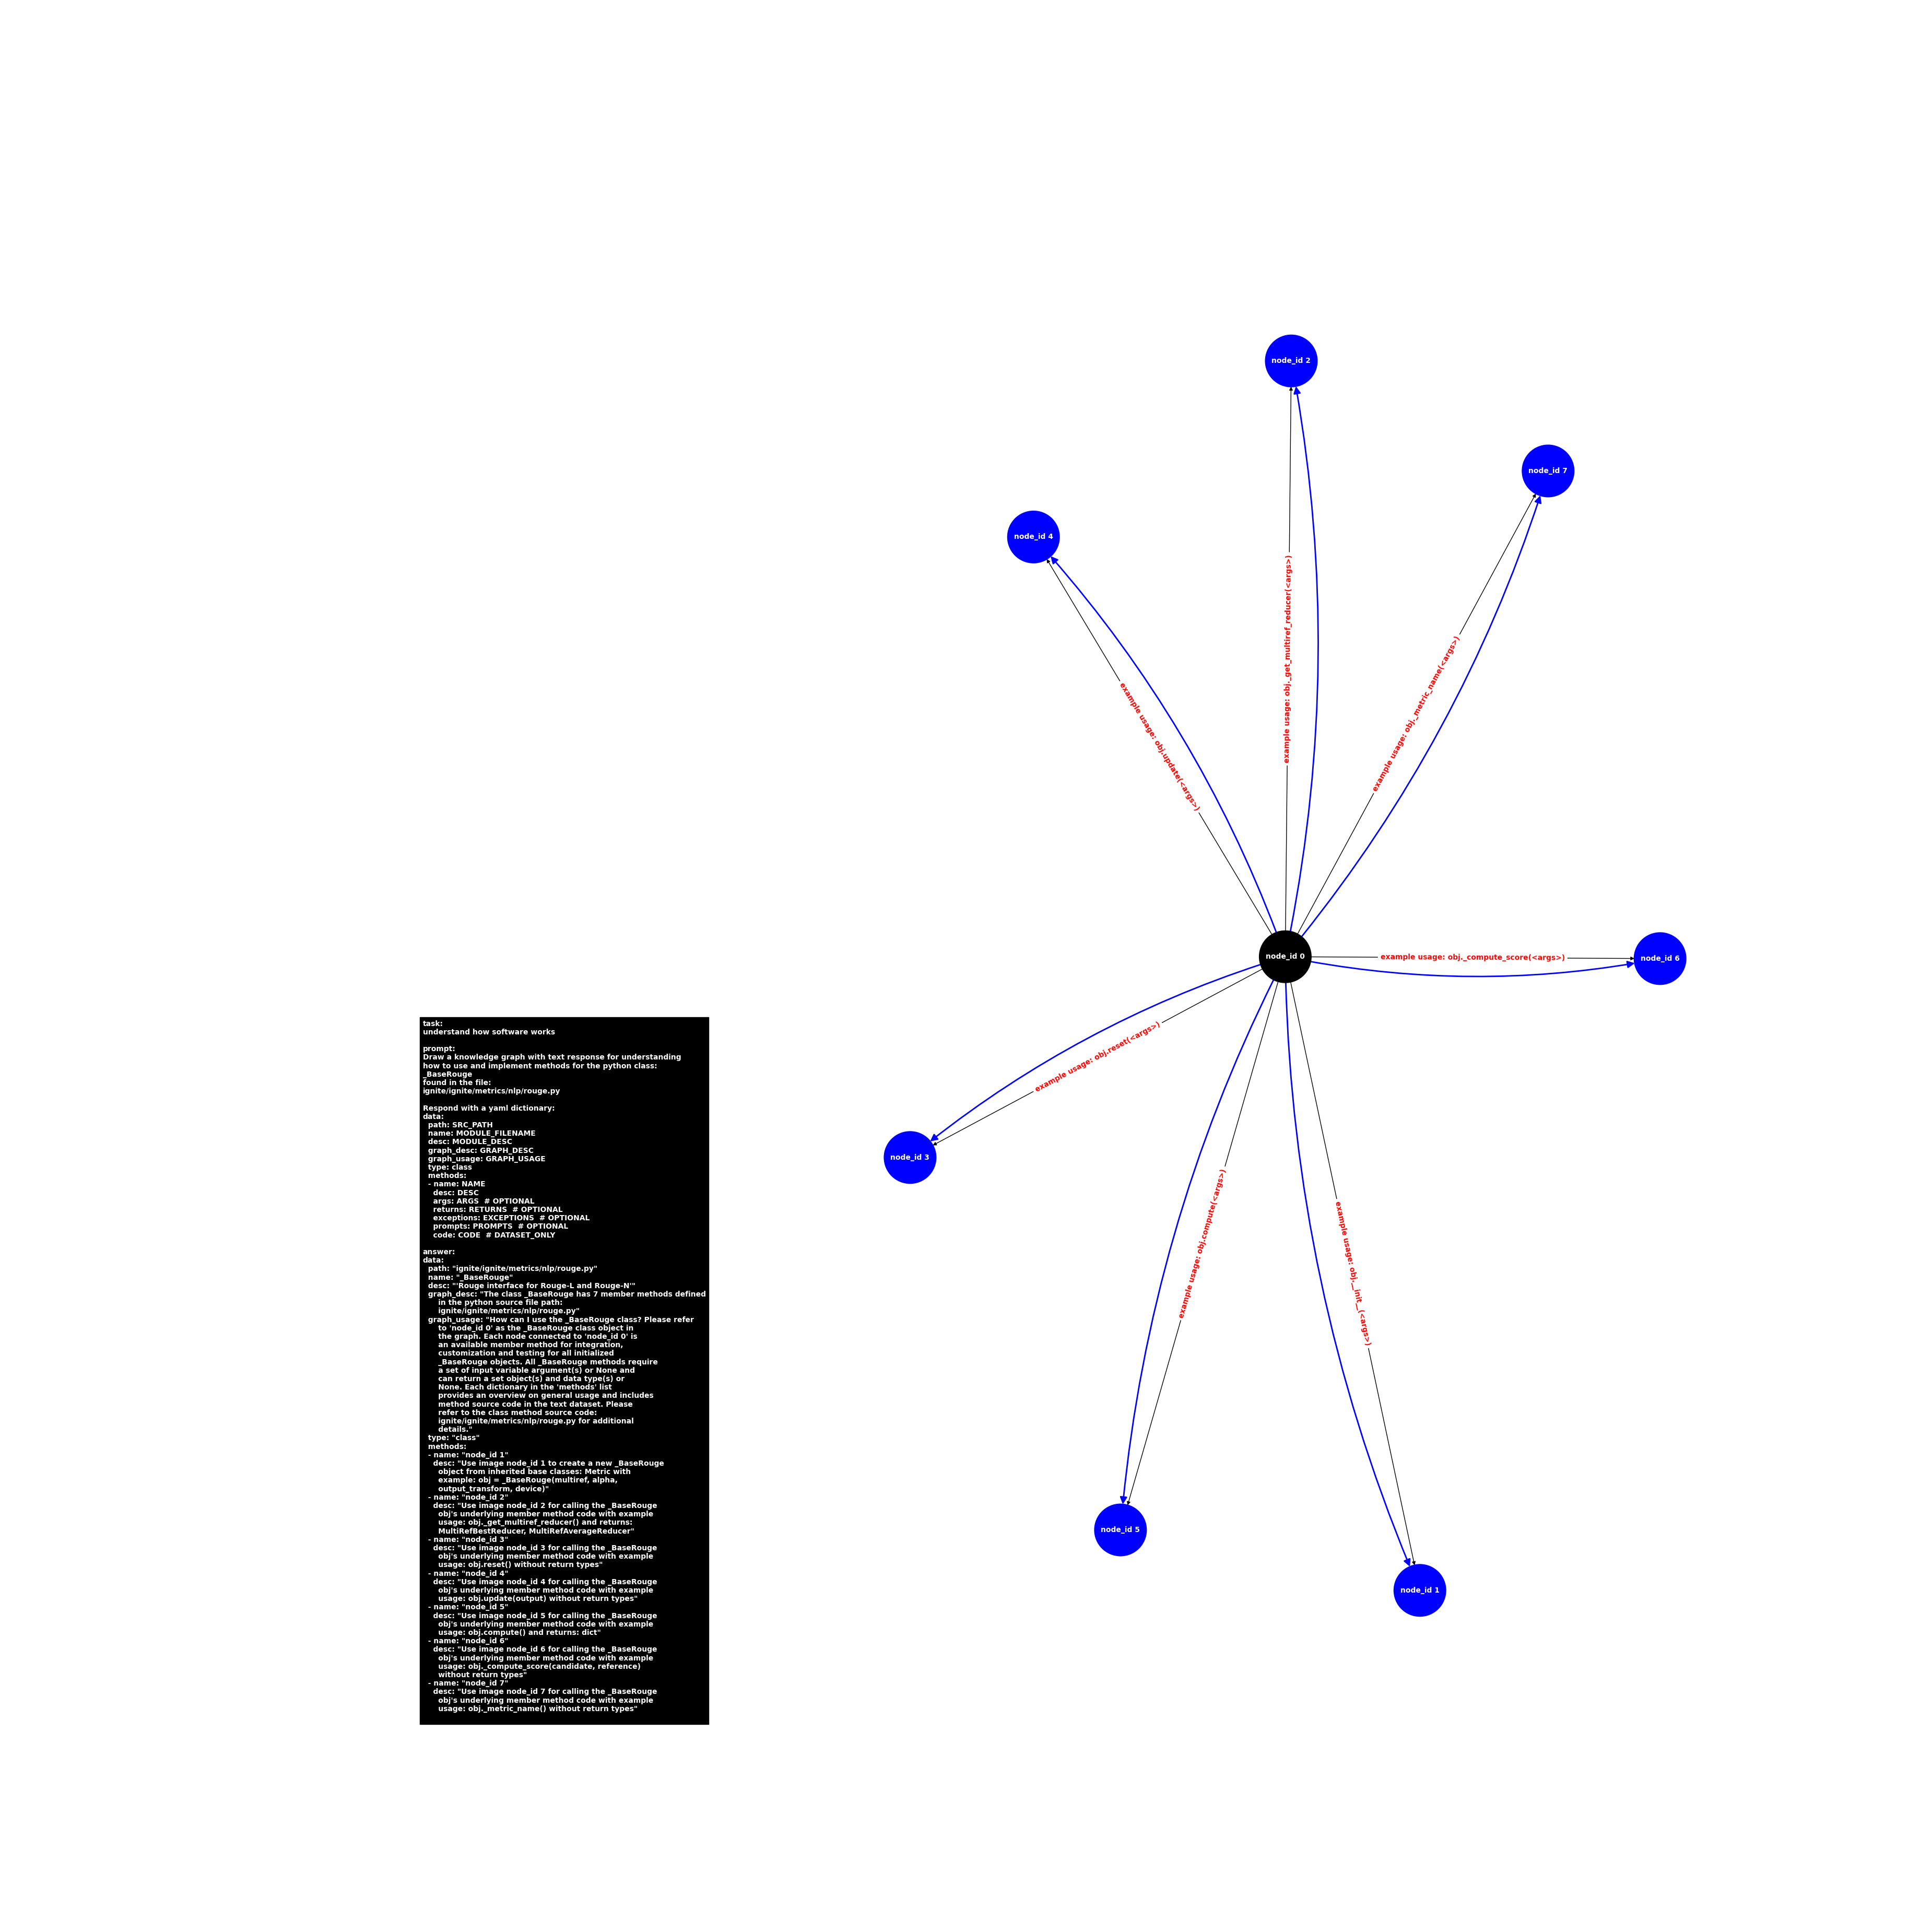 node_id 2
node_id 7
node_id 4
example usage: obj._get_multiref_reducer(<args>)
example usage: obj._metric_name(<args>)
example usage: obj.update(<args>)
node_id 0
example usage: obj._compute_score(<args>)
node_id 6
example usage: obj.reset(<args>)
node_id 3
example usage: obj.compute(<args>)
example usage: obj.__init__(<args>)
node_id 5
node_id 1
task:
understand how software works

prompt:
Draw a knowledge graph with text response for understanding
how to use and implement methods for the python class:
_BaseRouge
found in the file:
ignite/ignite/metrics/nlp/rouge.py

Respond with a yaml dictionary:
data:
  path: SRC_PATH
  name: MODULE_FILENAME
  desc: MODULE_DESC
  graph_desc: GRAPH_DESC
  graph_usage: GRAPH_USAGE
  type: class
  methods:
  - name: NAME
    desc: DESC
    args: ARGS  # OPTIONAL
    returns: RETURNS  # OPTIONAL
    exceptions: EXCEPTIONS  # OPTIONAL
    prompts: PROMPTS  # OPTIONAL
    code: CODE  # DATASET_ONLY

answer:
data:
  path: "ignite/ignite/metrics/nlp/rouge.py"
  name: "_BaseRouge"
  desc: "'Rouge interface for Rouge-L and Rouge-N'"
  graph_desc: "The class _BaseRouge has 7 member methods defined
      in the python source file path:
      ignite/ignite/metrics/nlp/rouge.py"
  graph_usage: "How can I use the _BaseRouge class? Please refer
      to 'node_id 0' as the _BaseRouge class object in
      the graph. Each node connected to 'node_id 0' is
      an available member method for integration,
      customization and testing for all initialized
      _BaseRouge objects. All _BaseRouge methods require
      a set of input variable argument(s) or None and
      can return a set object(s) and data type(s) or
      None. Each dictionary in the 'methods' list
      provides an overview on general usage and includes
      method source code in the text dataset. Please
      refer to the class method source code:
      ignite/ignite/metrics/nlp/rouge.py for additional
      details."
  type: "class"
  methods:
  - name: "node_id 1"
    desc: "Use image node_id 1 to create a new _BaseRouge
      object from inherited base classes: Metric with
      example: obj = _BaseRouge(multiref, alpha,
      output_transform, device)"
  - name: "node_id 2"
    desc: "Use image node_id 2 for calling the _BaseRouge
      obj's underlying member method code with example
      usage: obj._get_multiref_reducer() and returns:
      MultiRefBestReducer, MultiRefAverageReducer"
  - name: "node_id 3"
    desc: "Use image node_id 3 for calling the _BaseRouge
      obj's underlying member method code with example
      usage: obj.reset() without return types"
  - name: "node_id 4"
    desc: "Use image node_id 4 for calling the _BaseRouge
      obj's underlying member method code with example
      usage: obj.update(output) without return types"
  - name: "node_id 5"
    desc: "Use image node_id 5 for calling the _BaseRouge
      obj's underlying member method code with example
      usage: obj.compute() and returns: dict"
  - name: "node_id 6"
    desc: "Use image node_id 6 for calling the _BaseRouge
      obj's underlying member method code with example
      usage: obj._compute_score(candidate, reference)
      without return types"
  - name: "node_id 7"
    desc: "Use image node_id 7 for calling the _BaseRouge
      obj's underlying member method code with example
      usage: obj._metric_name() without return types"